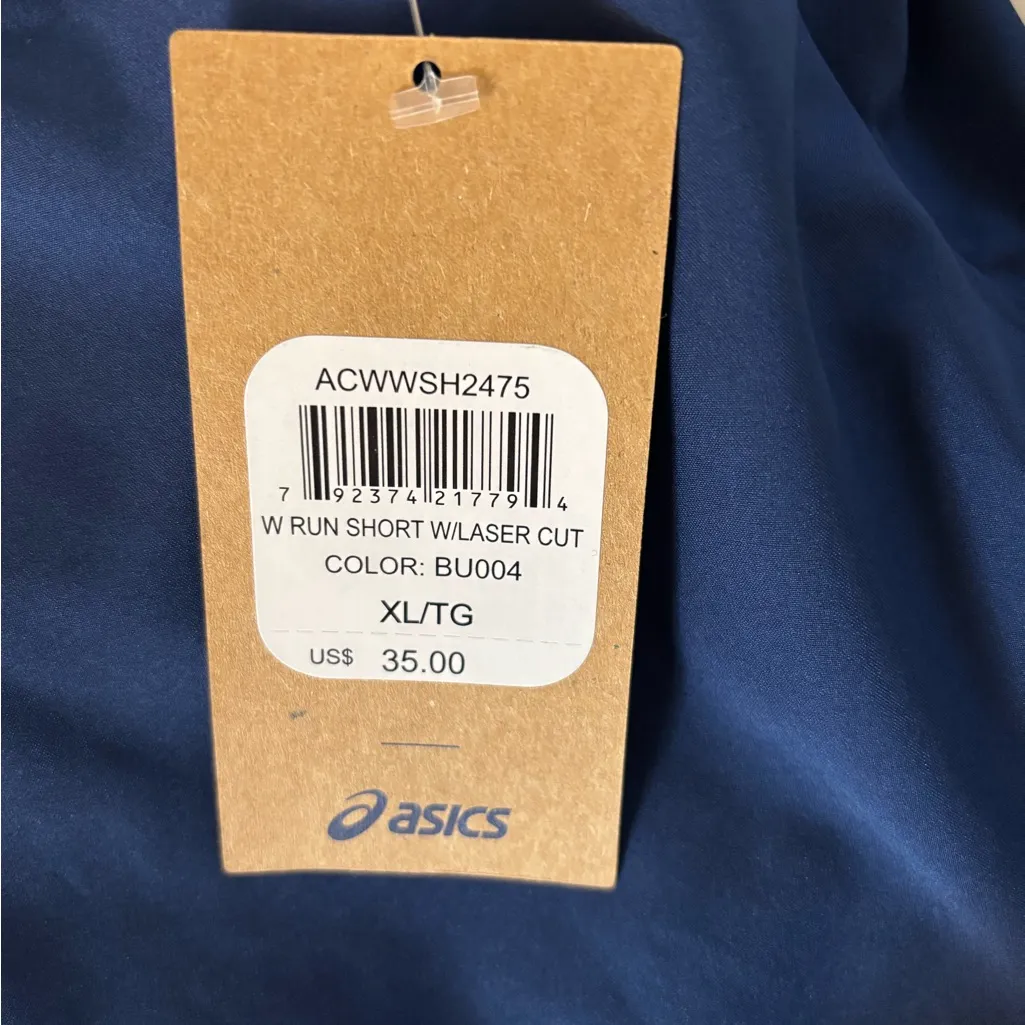 ACWWSH2475
7 92374 21779 4
W RUN SHORT W/LASER CUT
COLOR: BU004
XL/TG
US$ 35.00
asics